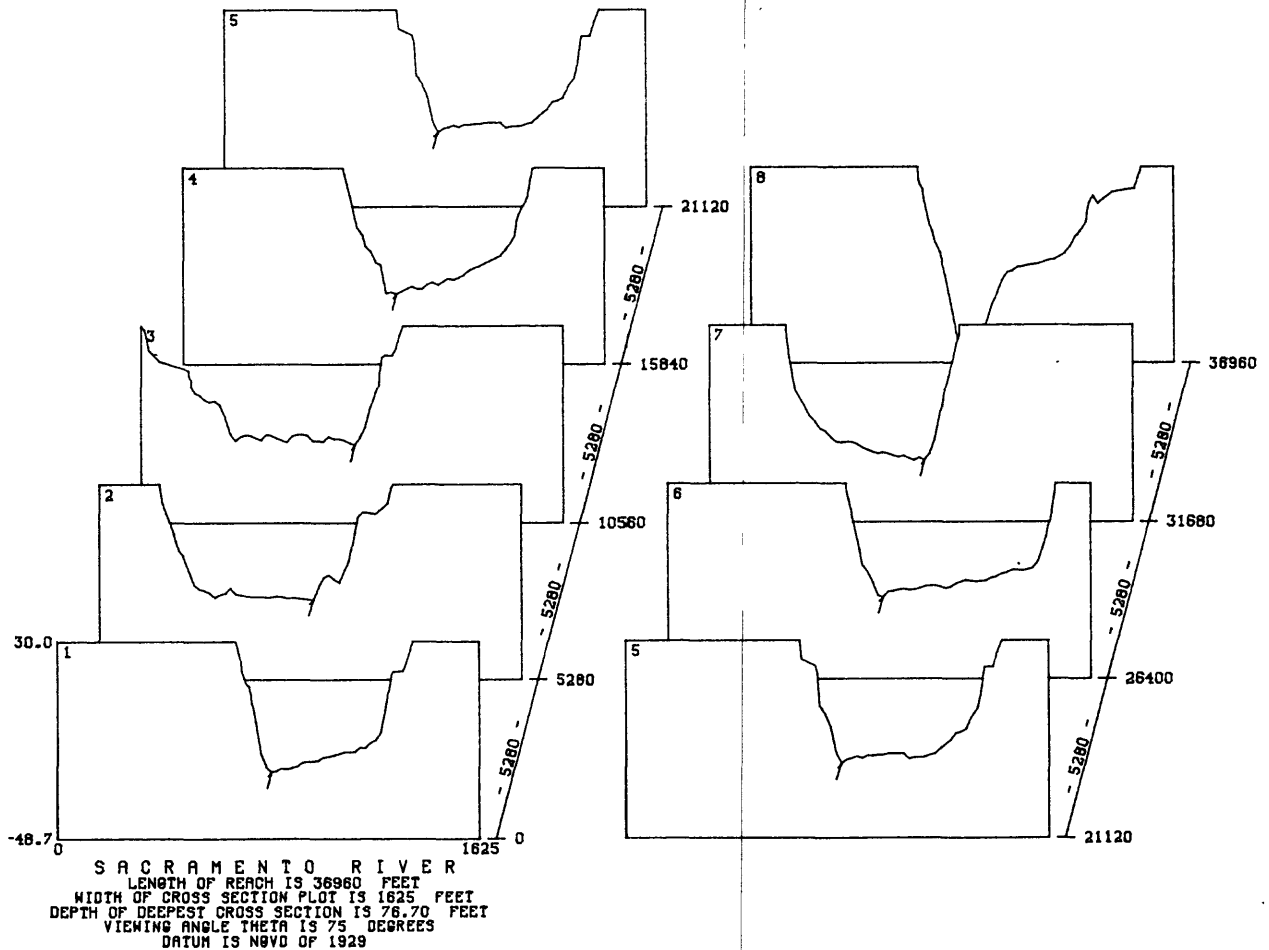 5
4
21120
- 5280 -
3
15840
- 5280 -
2
10560
- 5280 -
30.0
1
5280
- 5280 -
-48.7
0
1625
0
8
7
36960
- 5280 -
6
31680
- 5280 -
5
26400
- 5280 -
21120
SACRAMENTO RIVER
LENGTH OF REACH IS 36960 FEET
WIDTH OF CROSS SECTION PLOT IS 1625 FEET
DEPTH OF DEEPEST CROSS SECTION IS 76.70 FEET
VIEWING ANGLE THETA IS 75 DEGREES
DATUM IS NGVD OF 1929